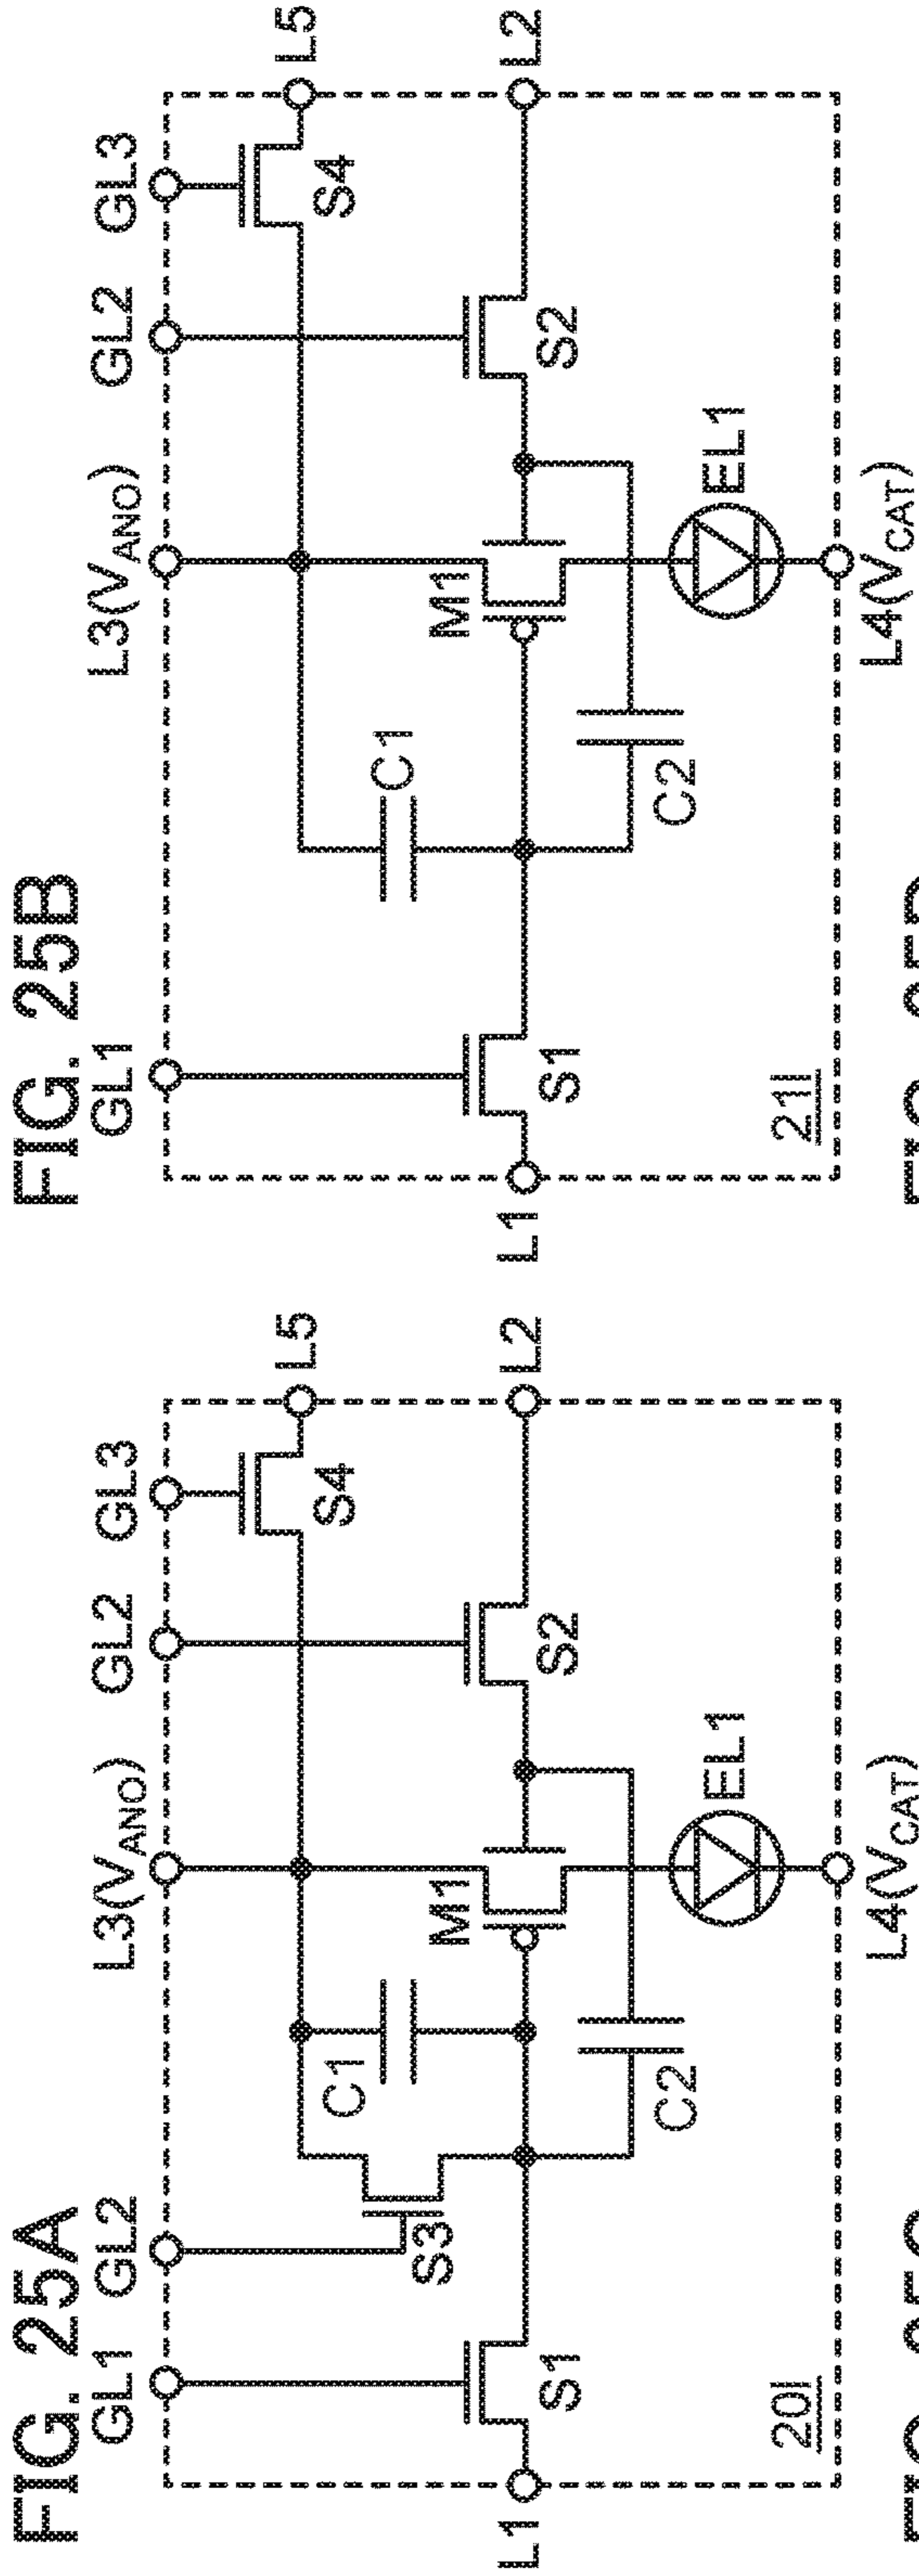 FIG. 25A
GL1
GL2
L3(VANO)
GL2
GL3
L5
L1
S1
S3
C1
M1
C2
S2
S4
L2
EL1
20I
L4(VCAT)
FIG. 25B
GL1
L3(VANO)
GL2
GL3
L5
L1
S1
C1
M1
C2
S2
S4
L2
EL1
21I
L4(VCAT)